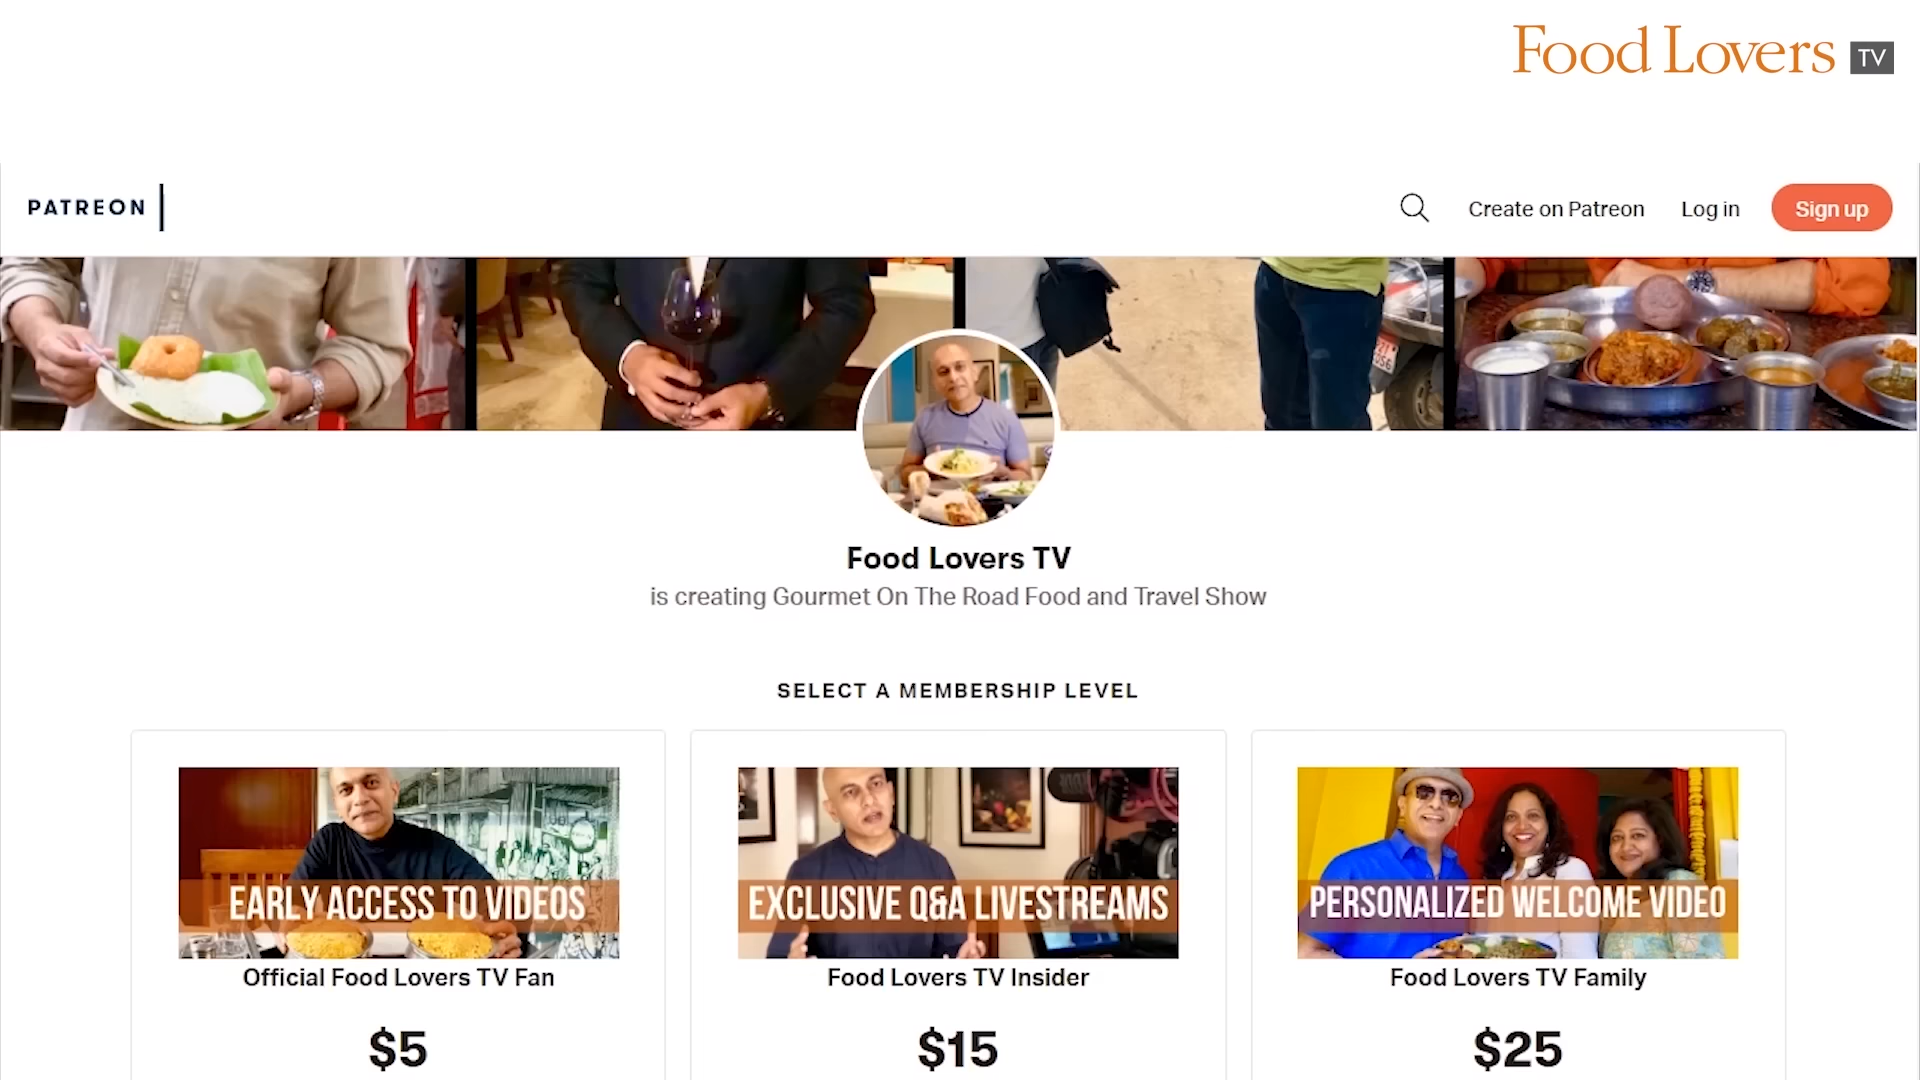 Food Lovers TV
PATREON
Create on Patreon
Log in
Sign up
Food Lovers TV
is creating Gourmet On The Road Food and Travel Show
SELECT A MEMBERSHIP LEVEL
EARLY ACCESS TO VIDEOS
Official Food Lovers TV Fan
$5
EXCLUSIVE Q&A LIVESTREAMS
Food Lovers TV Insider
$15
PERSONALIZED WELCOME VIDEO
Food Lovers TV Family
$25